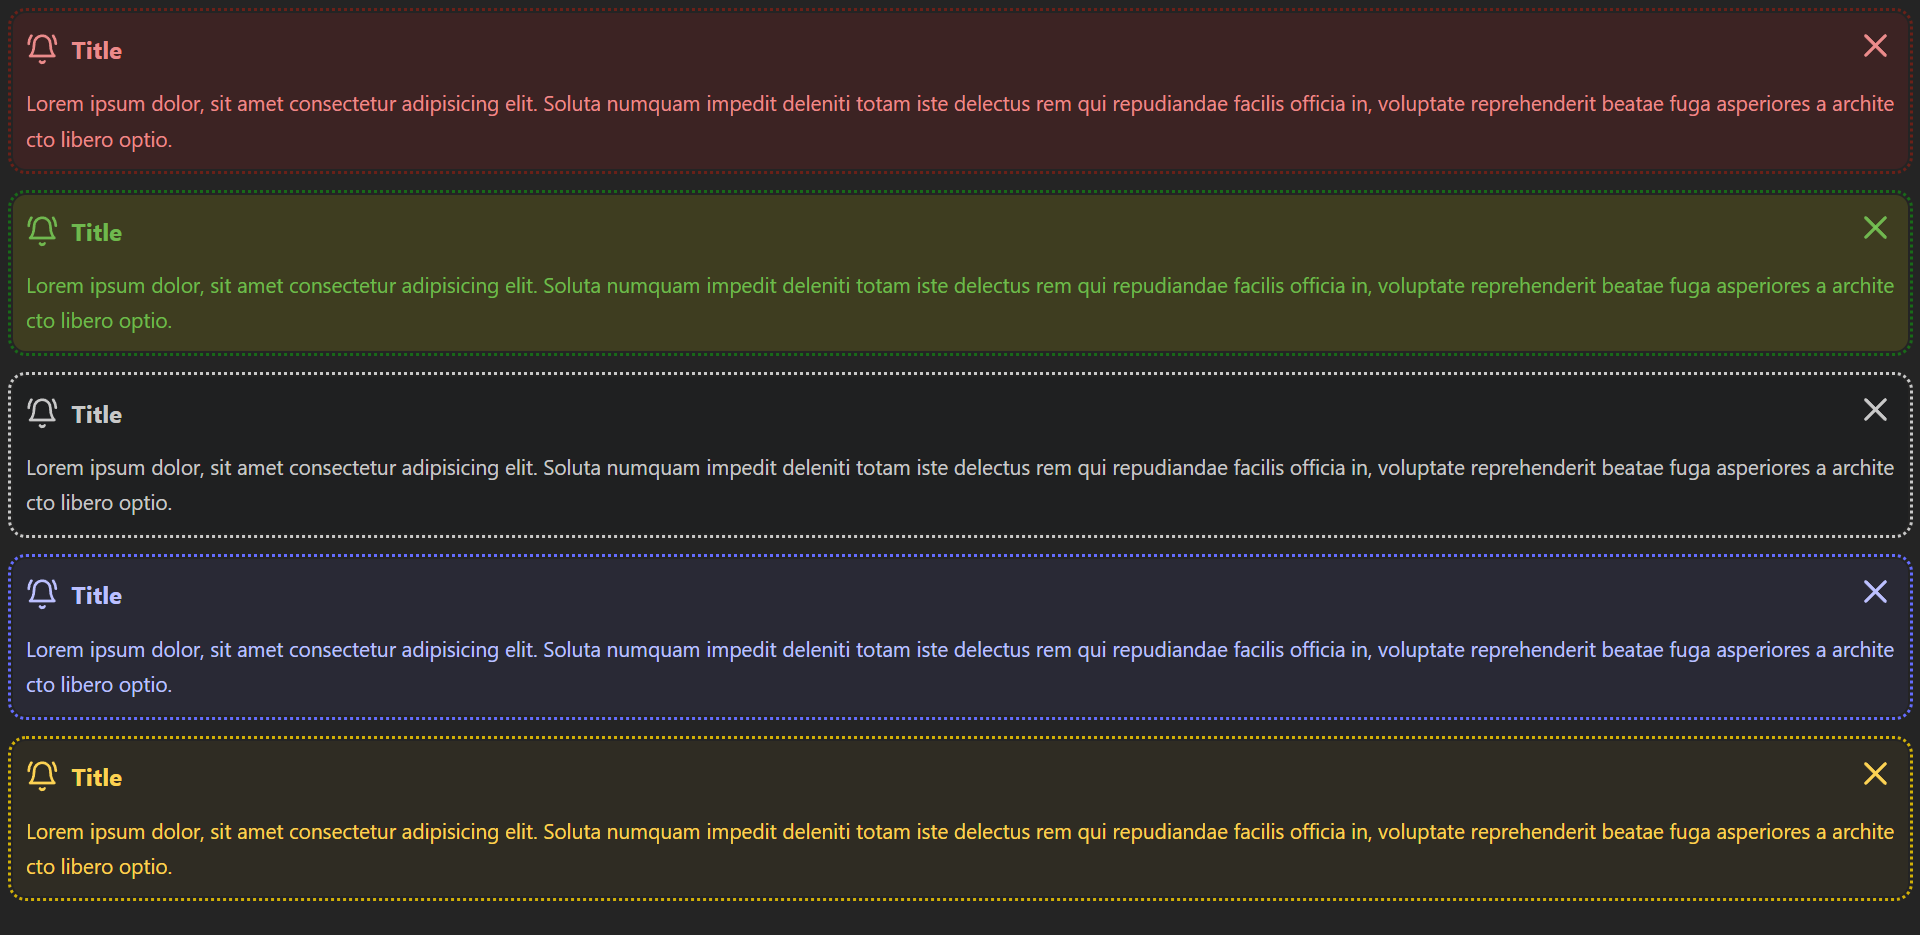 Title
Lorem ipsum dolor, sit amet consectetur adipisicing elit. Soluta numquam impedit deleniti totam iste delectus rem qui repudiandae facilis officia in, voluptate reprehenderit beatae fuga asperiores a archite
cto libero optio.
Title
Lorem ipsum dolor, sit amet consectetur adipisicing elit. Soluta numquam impedit deleniti totam iste delectus rem qui repudiandae facilis officia in, voluptate reprehenderit beatae fuga asperiores a archite
cto libero optio.
Title
Lorem ipsum dolor, sit amet consectetur adipisicing elit. Soluta numquam impedit deleniti totam iste delectus rem qui repudiandae facilis officia in, voluptate reprehenderit beatae fuga asperiores a archite
cto libero optio.
Title
Lorem ipsum dolor, sit amet consectetur adipisicing elit. Soluta numquam impedit deleniti totam iste delectus rem qui repudiandae facilis officia in, voluptate reprehenderit beatae fuga asperiores a archite
cto libero optio.
Title
Lorem ipsum dolor, sit amet consectetur adipisicing elit. Soluta numquam impedit deleniti totam iste delectus rem qui repudiandae facilis officia in, voluptate reprehenderit beatae fuga asperiores a archite
cto libero optio.